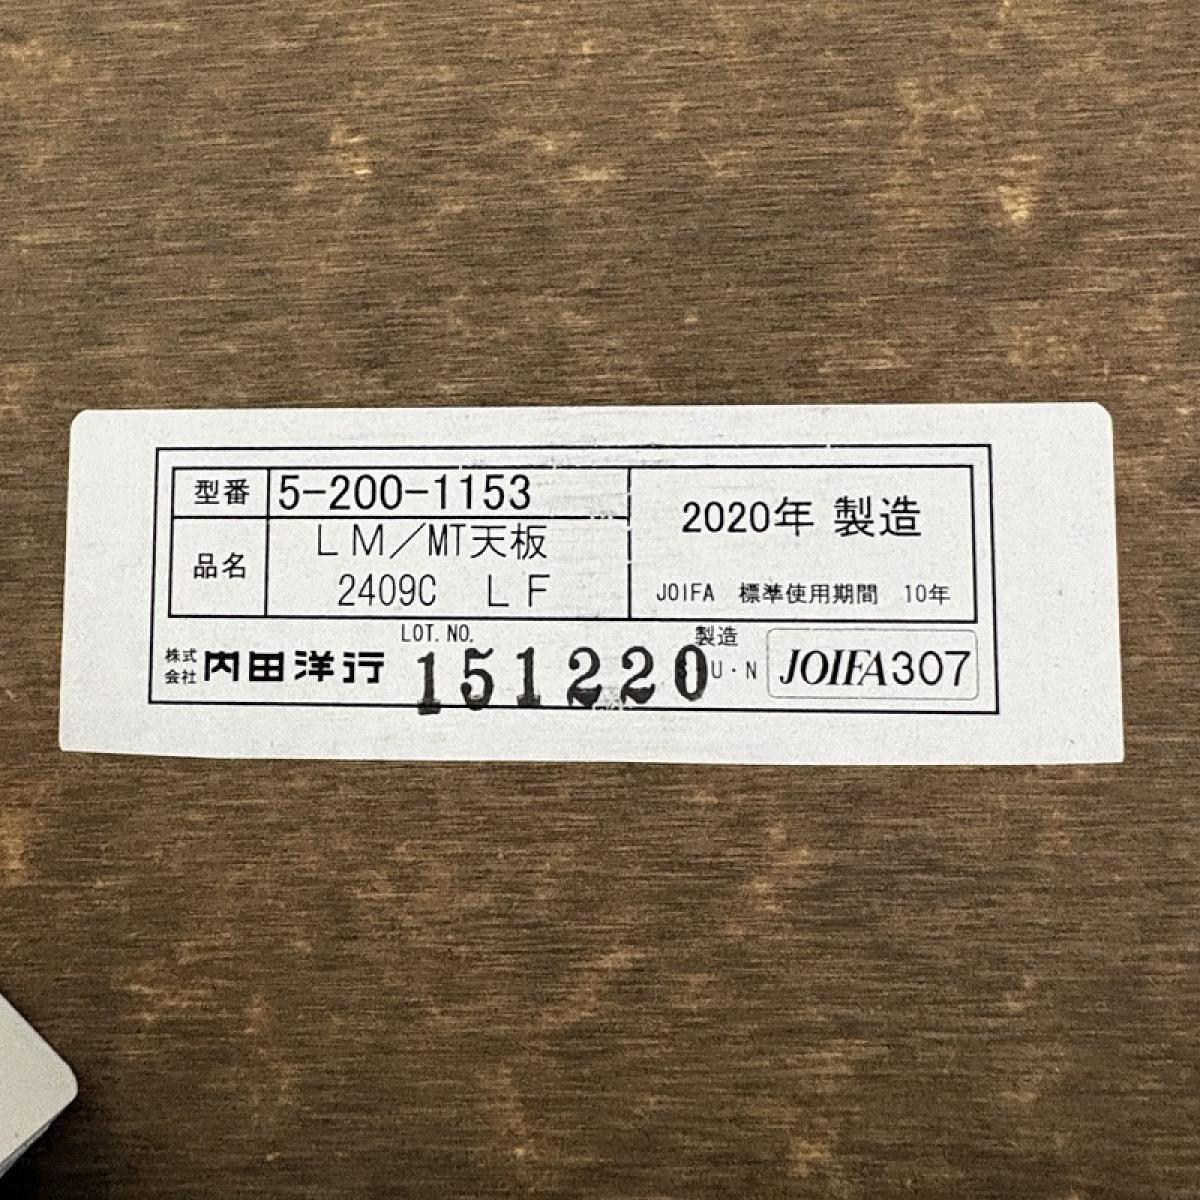 型番 5-200-1153
品名 LM/MT天板
2409C LF
2020年 製造
JOIFA 標準使用期間 10年
株式会社 内田洋行
LOT. NO.
151220
製造
U・N
JOIFA307